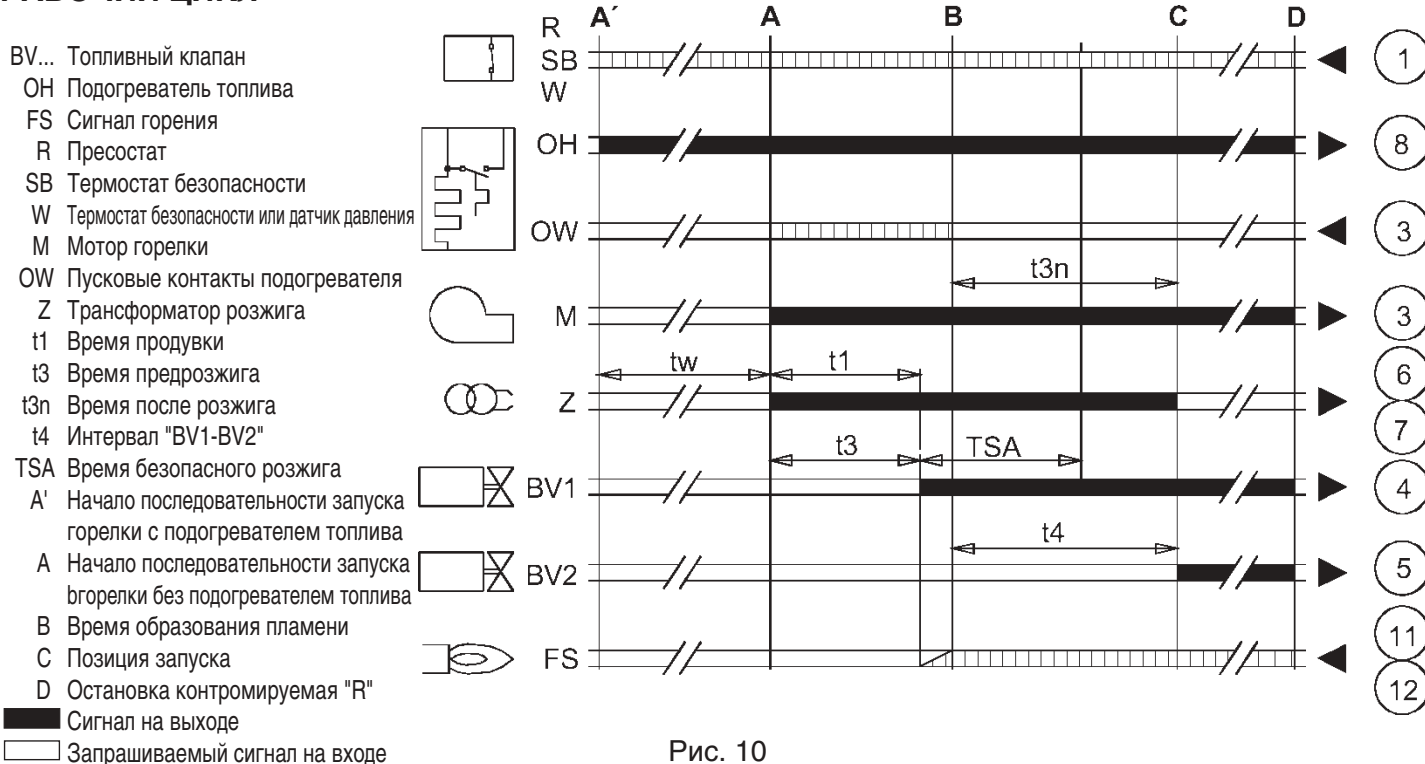 BV... Топливный клапан
OH Подогреватель топлива
FS Сигнал горения
R Пресостат
SB Термостат безопасности
W Термостат безопасности или датчик давления
M Мотор горелки
OW Пусковые контакты подогревателя
Z Трансформатор розжига
t1 Время продувки
t3 Время предрозжига
t3n Время после розжига
t4 Интервал "BV1-BV2"
TSA Время безопасного розжига
A' Начало последовательности запуска
горелки с подогревателем топлива
A Начало последовательности запуска
bгорелки без подогревателем топлива
B Время образования пламени
C Позиция запуска
D Остановка контромируемая "R"
Сигнал на выходе
Запрашиваемый сигнал на входе
A´ A B C D
R
SB 1
W
OH 8
OW 3
t3n
M 3
tw t1
Z 6
7
t3 TSA
BV1 4
t4
BV2 5
FS 11
12
Рис. 10